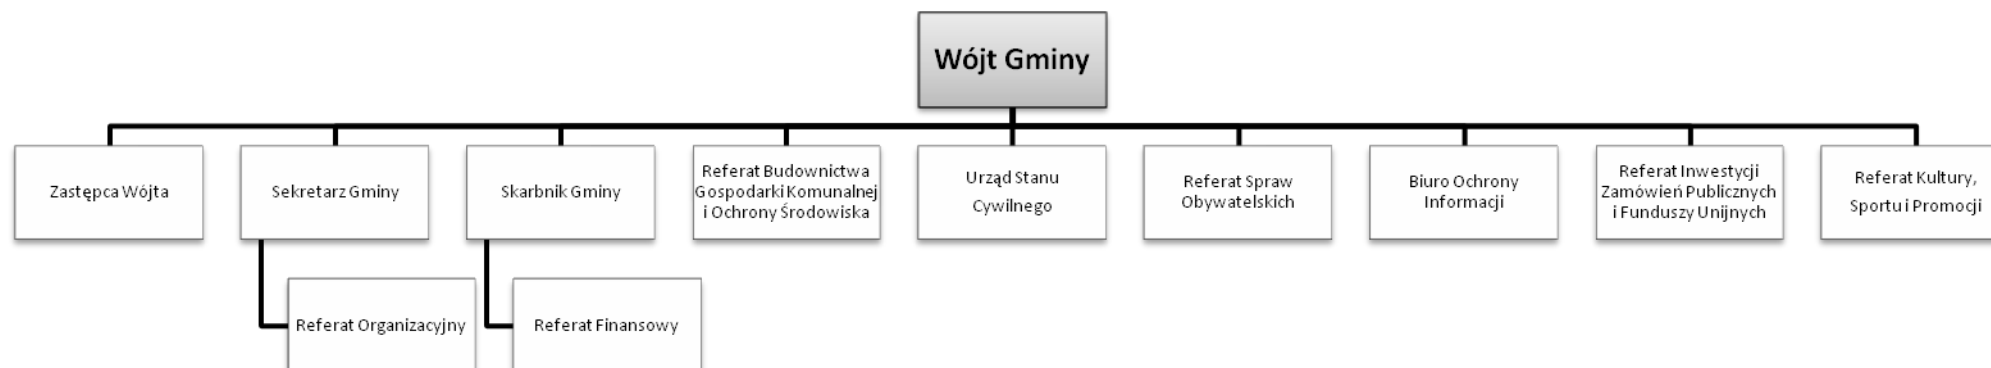 Wójt Gminy
Zastępca Wójta
Sekretarz Gminy
Skarbnik Gminy
Referat Budownictwa
Gospodarki Komunalnej
i Ochrony Środowiska
Urząd Stanu
Cywilnego
Referat Spraw
Obywatelskich
Biuro Ochrony
Informacji
Referat Inwestycji
Zamówień Publicznych
i Funduszy Unijnych
Referat Kultury,
Sportu i Promocji
Referat Organizacyjny
Referat Finansowy